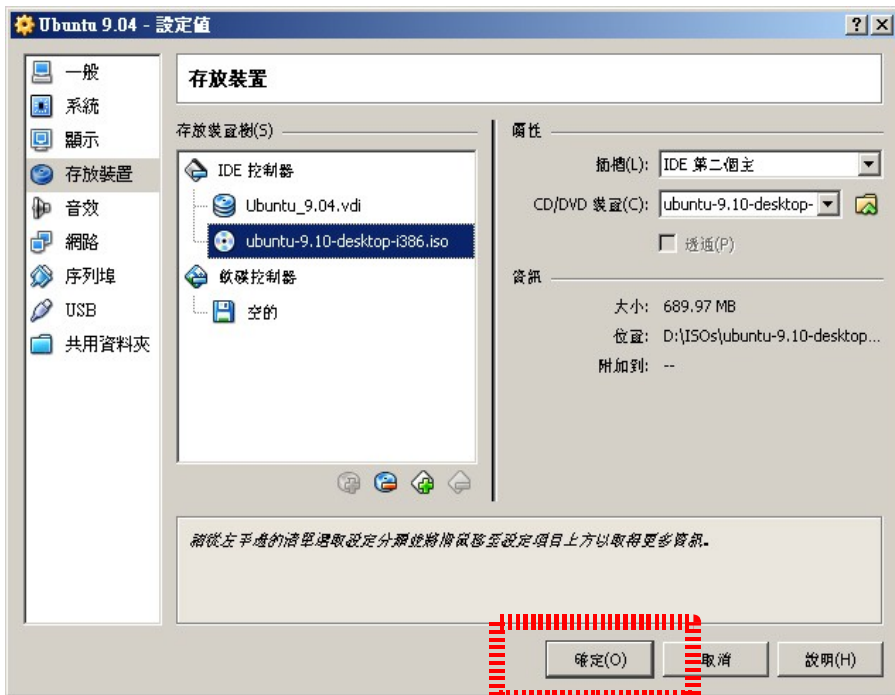 Ubuntu 9.04 - 設定值
一般
系統
顯示
存放裝置
音效
網路
序列埠
USB
共用資料夾
存放裝置
存放裝置樹(S)
IDE 控制器
Ubuntu_9.04.vdi
ubuntu-9.10-desktop-i386.iso
軟碟控制器
空的
屬性
插槽(L): IDE 第二個主
CD/DVD 裝置(C): ubuntu-9.10-desktop-
透通(P)
資訊
大小: 689.97 MB
位置: D:\ISOs\ubuntu-9.10-desktop...
附加到: --
請從左手邊的清單選取設定分類並將滑鼠移至設定項目上方以取得更多資訊。
確定(O)
取消
說明(H)